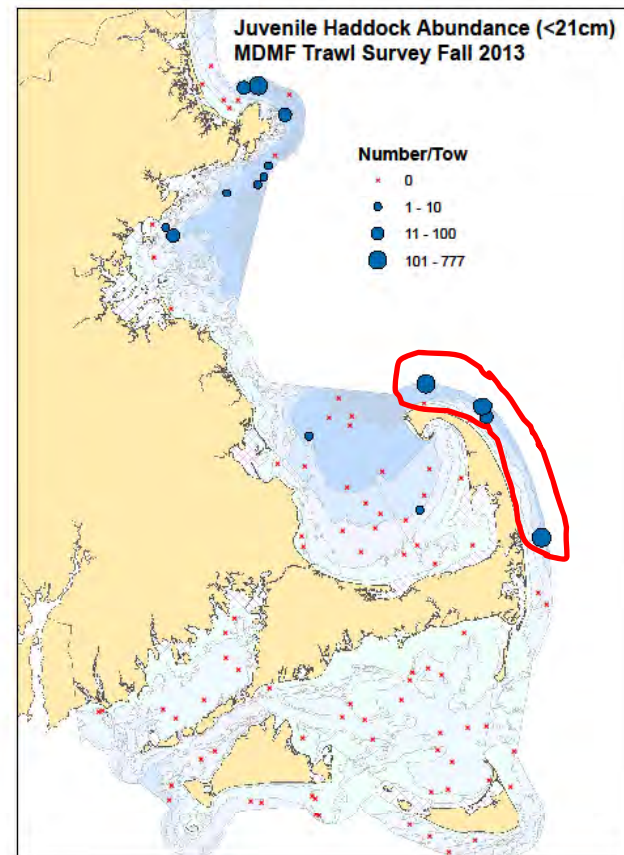 Juvenile Haddock Abundance (<21cm)
MDMF Trawl Survey Fall 2013
Number/Tow
0
1 - 10
11 - 100
101 - 777